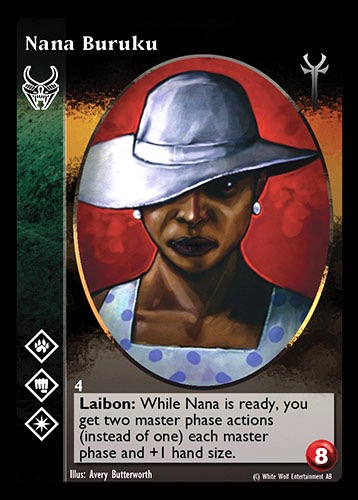 Nana Buruku
4
Laibon: While Nana is ready, you
get two master phase actions
(instead of one) each master
phase and +1 hand size.
8
Illus: Avery Butterworth
(C) White Wolf Entertainment AB